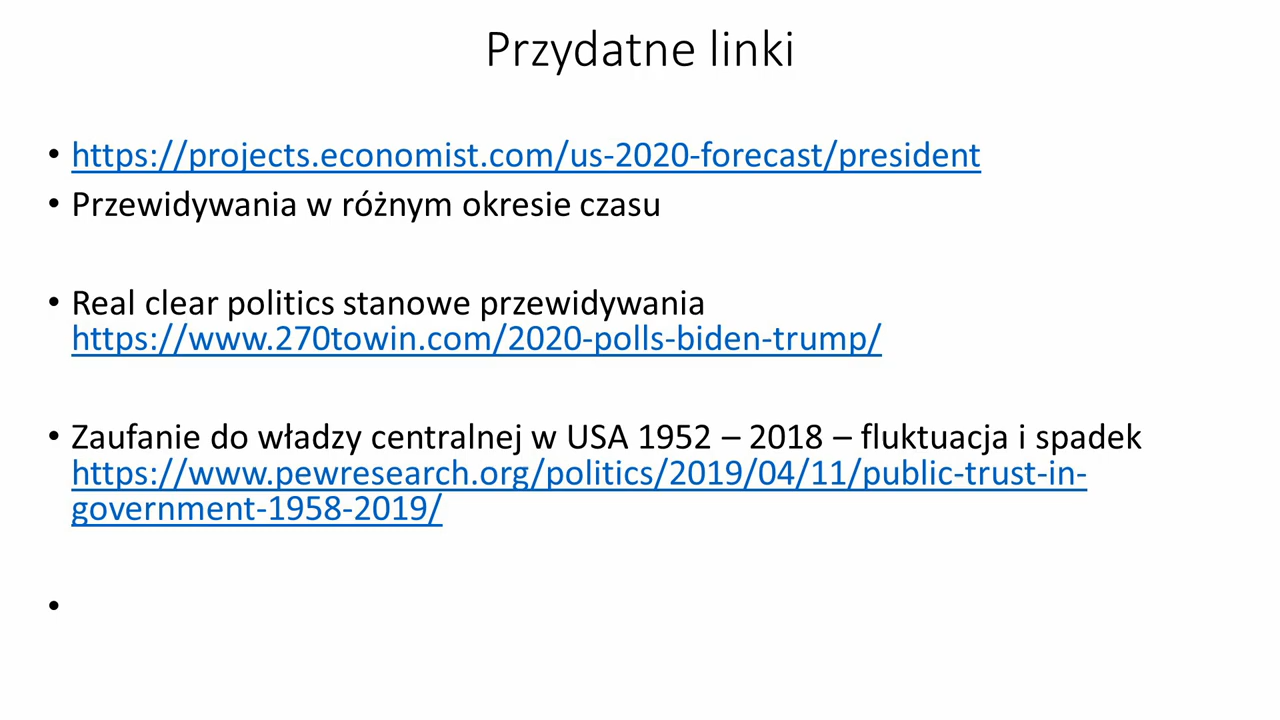 Przydatne linki
• https://projects.economist.com/us-2020-forecast/president
• Przewidywania w różnym okresie czasu
• Real clear politics stanowe przewidywania
https://www.270towin.com/2020-polls-biden-trump/
• Zaufanie do władzy centralnej w USA 1952 – 2018 – fluktuacja i spadek
https://www.pewresearch.org/politics/2019/04/11/public-trust-in-
government-1958-2019/
•